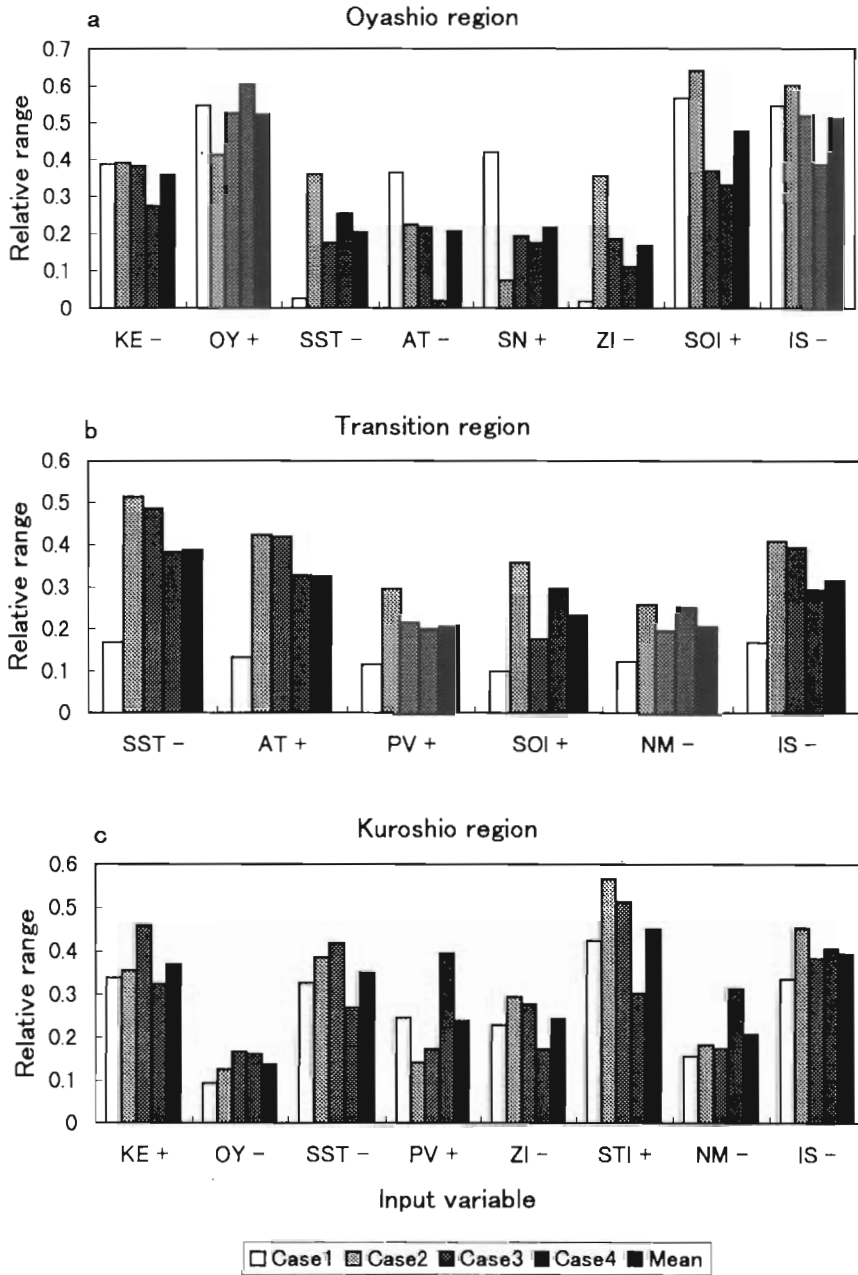 a
Oyashio region
Relative range
0.7
0.6
0.5
0.4
0.3
0.2
0.1
0
KE − OY + SST − AT − SN + ZI − SOI + IS −
b
Transition region
Relative range
0.6
0.5
0.4
0.3
0.2
0.1
0
SST − AT + PV + SOI + NM − IS −
c
Kuroshio region
Relative range
0.6
0.5
0.4
0.3
0.2
0.1
0
KE + OY − SST − PV + ZI − STI + NM − IS −
Input variable
Case1 Case2 Case3 Case4 Mean